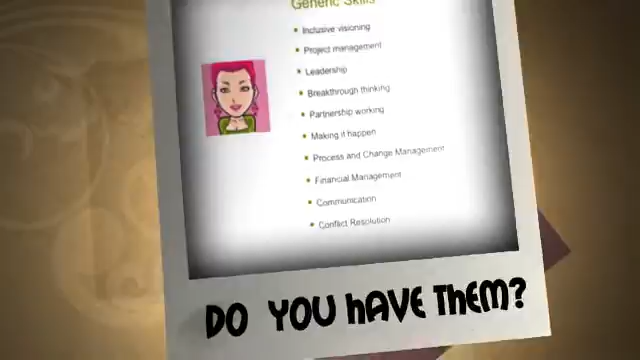 Generic Skills
Inclusive visioning
Project management
Leadership
Breakthrough thinking
Partnership working
Making it happen
Process and Change Management
Financial Management
Communication
Conflict Resolution
DO YOU HAVE THEM?